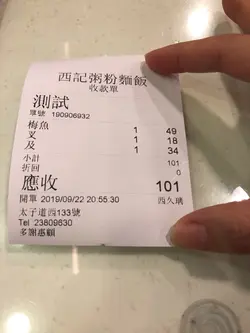 西記粥粉麵飯
收款單
測試
單號 190906932
梅魚 1 49
叉 1 18
及 1 34
小計 101
折回 0
應收 101
開單 2019/09/22 20:55:30 西久璃
太子道西133號
Tel 23809630
多謝惠顧